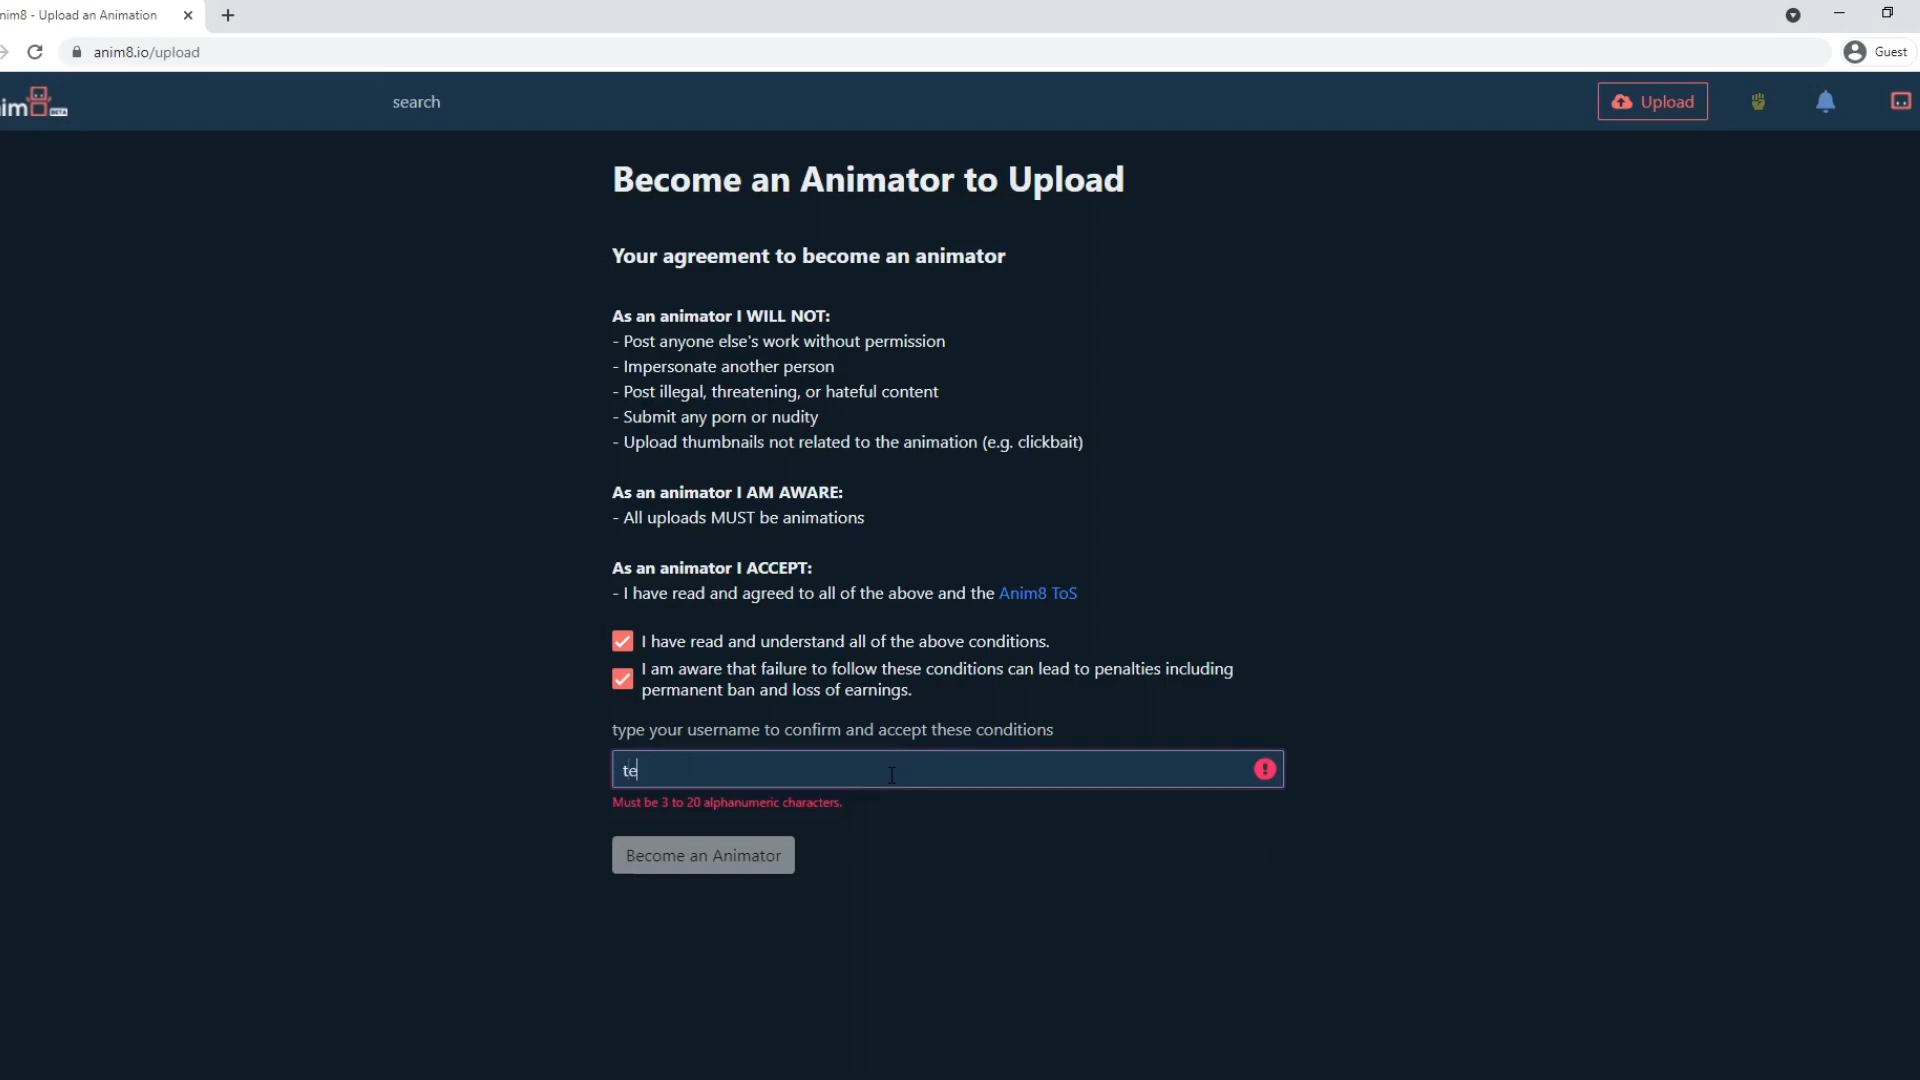 nim8 - Upload an Animation
anim8.io/upload
Guest
im
BETA
search
Upload
Become an Animator to Upload
Your agreement to become an animator
As an animator I WILL NOT:
- Post anyone else's work without permission
- Impersonate another person
- Post illegal, threatening, or hateful content
- Submit any porn or nudity
- Upload thumbnails not related to the animation (e.g. clickbait)
As an animator I AM AWARE:
- All uploads MUST be animations
As an animator I ACCEPT:
- I have read and agreed to all of the above and the Anim8 ToS
I have read and understand all of the above conditions.
I am aware that failure to follow these conditions can lead to penalties including
permanent ban and loss of earnings.
type your username to confirm and accept these conditions
te
Must be 3 to 20 alphanumeric characters.
Become an Animator